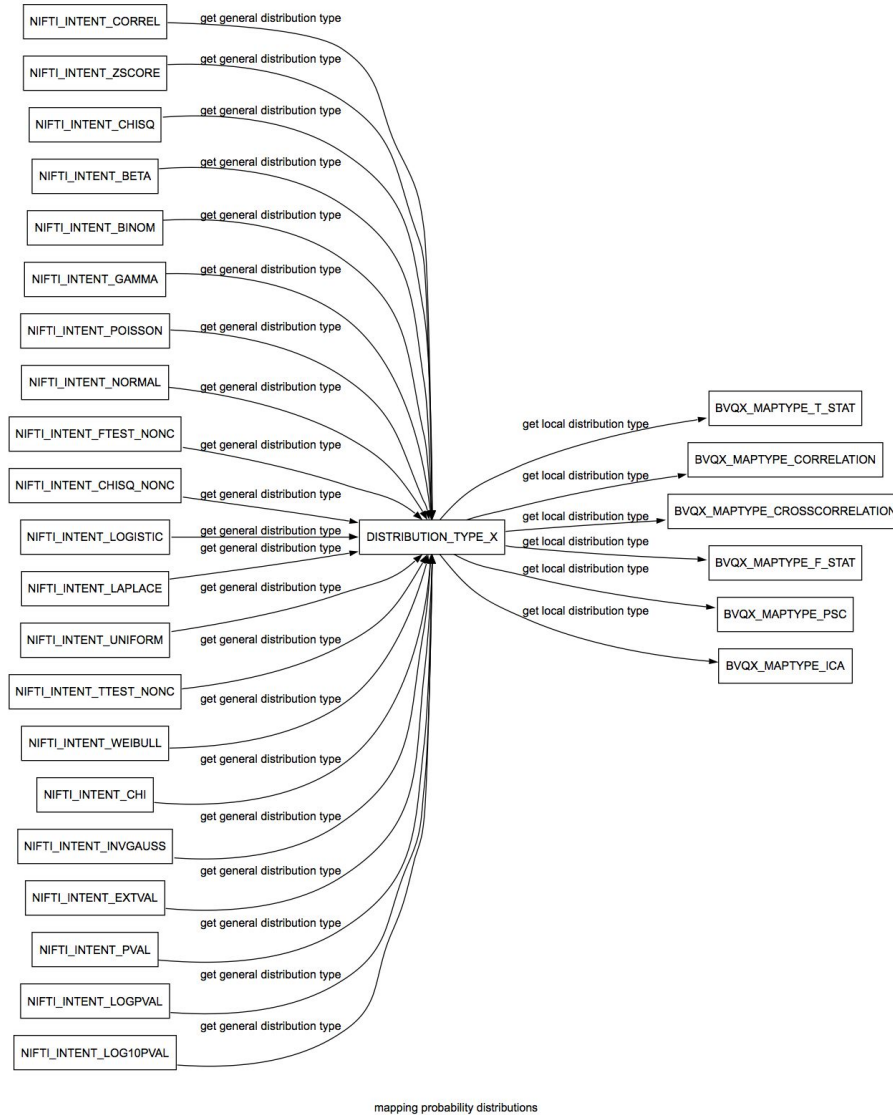 NIFTI_INTENT_CORREL
get general distribution type
NIFTI_INTENT_ZSCORE
get general distribution type
NIFTI_INTENT_CHISQ
get general distribution type
NIFTI_INTENT_BETA
get general distribution type
NIFTI_INTENT_BINOM
get general distribution type
NIFTI_INTENT_GAMMA
get general distribution type
NIFTI_INTENT_POISSON
get general distribution type
NIFTI_INTENT_NORMAL
get general distribution type
NIFTI_INTENT_FTEST_NONC
get general distribution type
NIFTI_INTENT_CHISQ_NONC
get general distribution type
NIFTI_INTENT_LOGISTIC
get general distribution type
get general distribution type
NIFTI_INTENT_LAPLACE
get general distribution type
NIFTI_INTENT_UNIFORM
get general distribution type
NIFTI_INTENT_TTEST_NONC
get general distribution type
NIFTI_INTENT_WEIBULL
get general distribution type
NIFTI_INTENT_CHI
get general distribution type
NIFTI_INTENT_INVGAUSS
get general distribution type
NIFTI_INTENT_EXTVAL
get general distribution type
NIFTI_INTENT_PVAL
get general distribution type
NIFTI_INTENT_LOGPVAL
get general distribution type
NIFTI_INTENT_LOG10PVAL
DISTRIBUTION_TYPE_X
get local distribution type
BVQX_MAPTYPE_T_STAT
get local distribution type
BVQX_MAPTYPE_CORRELATION
get local distribution type
BVQX_MAPTYPE_CROSSCORRELATION
get local distribution type
BVQX_MAPTYPE_F_STAT
get local distribution type
BVQX_MAPTYPE_PSC
get local distribution type
BVQX_MAPTYPE_ICA
mapping probability distributions